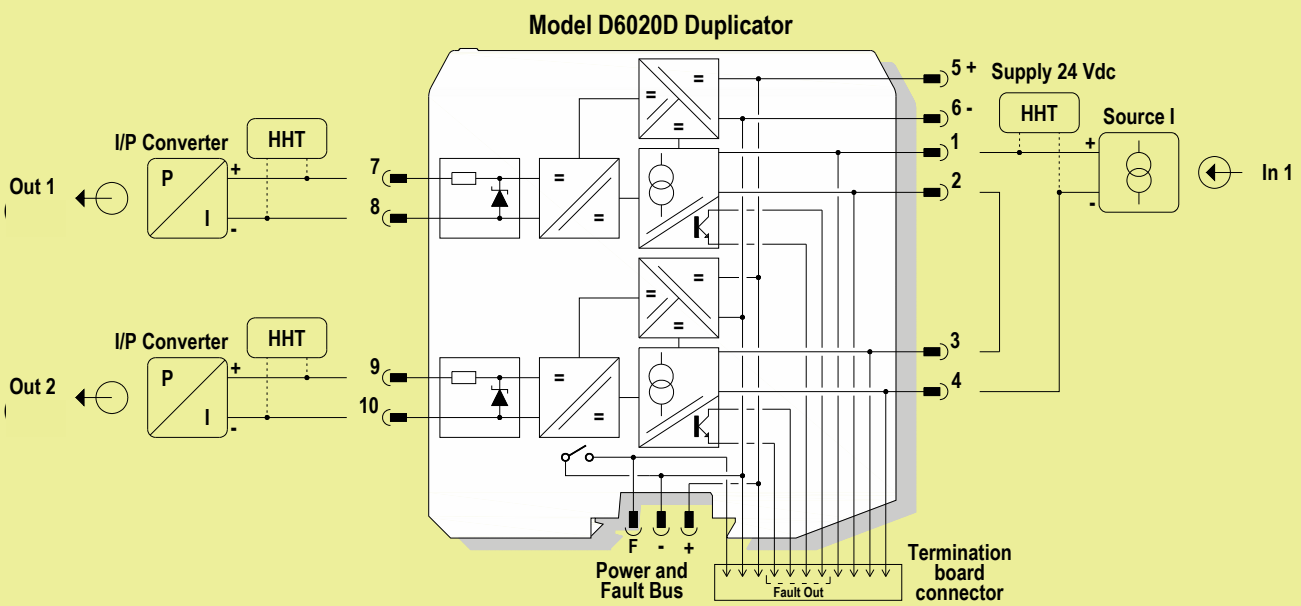 Model D6020D Duplicator
5 +
Supply 24 Vdc
6 -
HHT
Source I
1
+
In 1
2
-
I/P Converter
HHT
7
P
+
Out 1
I
-
8
=
=
=
=
=
3
4
I/P Converter
HHT
9
P
+
Out 2
I
-
10
=
=
=
=
=
F
-
+
Power and
Fault Bus
Fault Out
Termination
board
connector